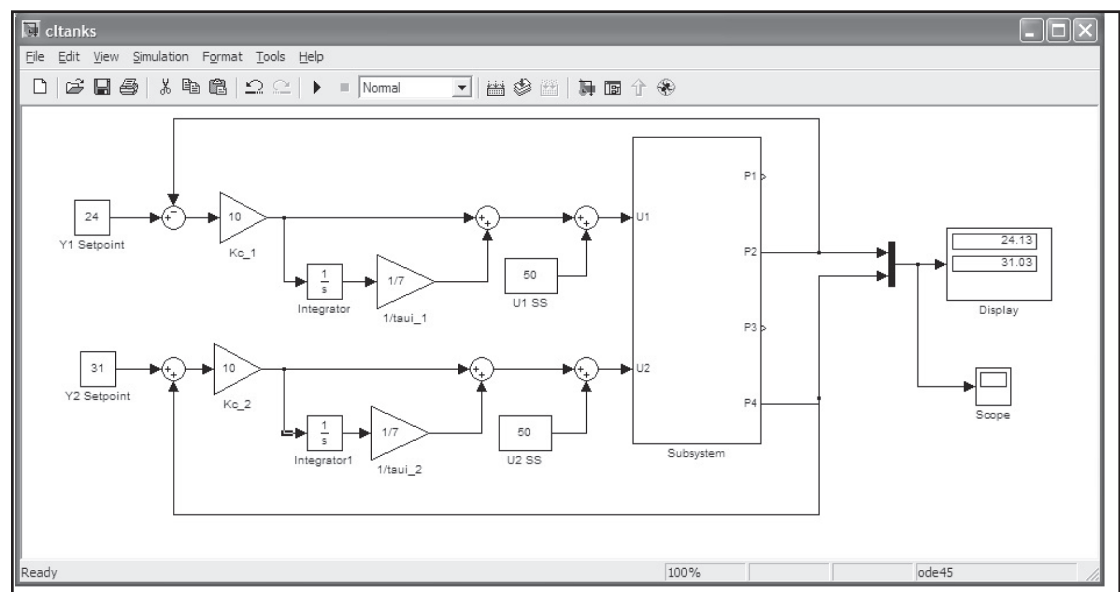 cltanks
File Edit View Simulation Format Tools Help
Normal
24
Y1 Setpoint
+
-
10
Kc_1
1
s
Integrator
1/7
1/taui_1
+
+
50
U1 SS
+
+
U1
P1
P2
24.13
31.03
Display
31
Y2 Setpoint
+
+
10
Kc_2
1
s
Integrator1
1/7
1/taui_2
+
+
50
U2 SS
+
+
U2
P3
P4
Subsystem
Scope
Ready
100%
ode45